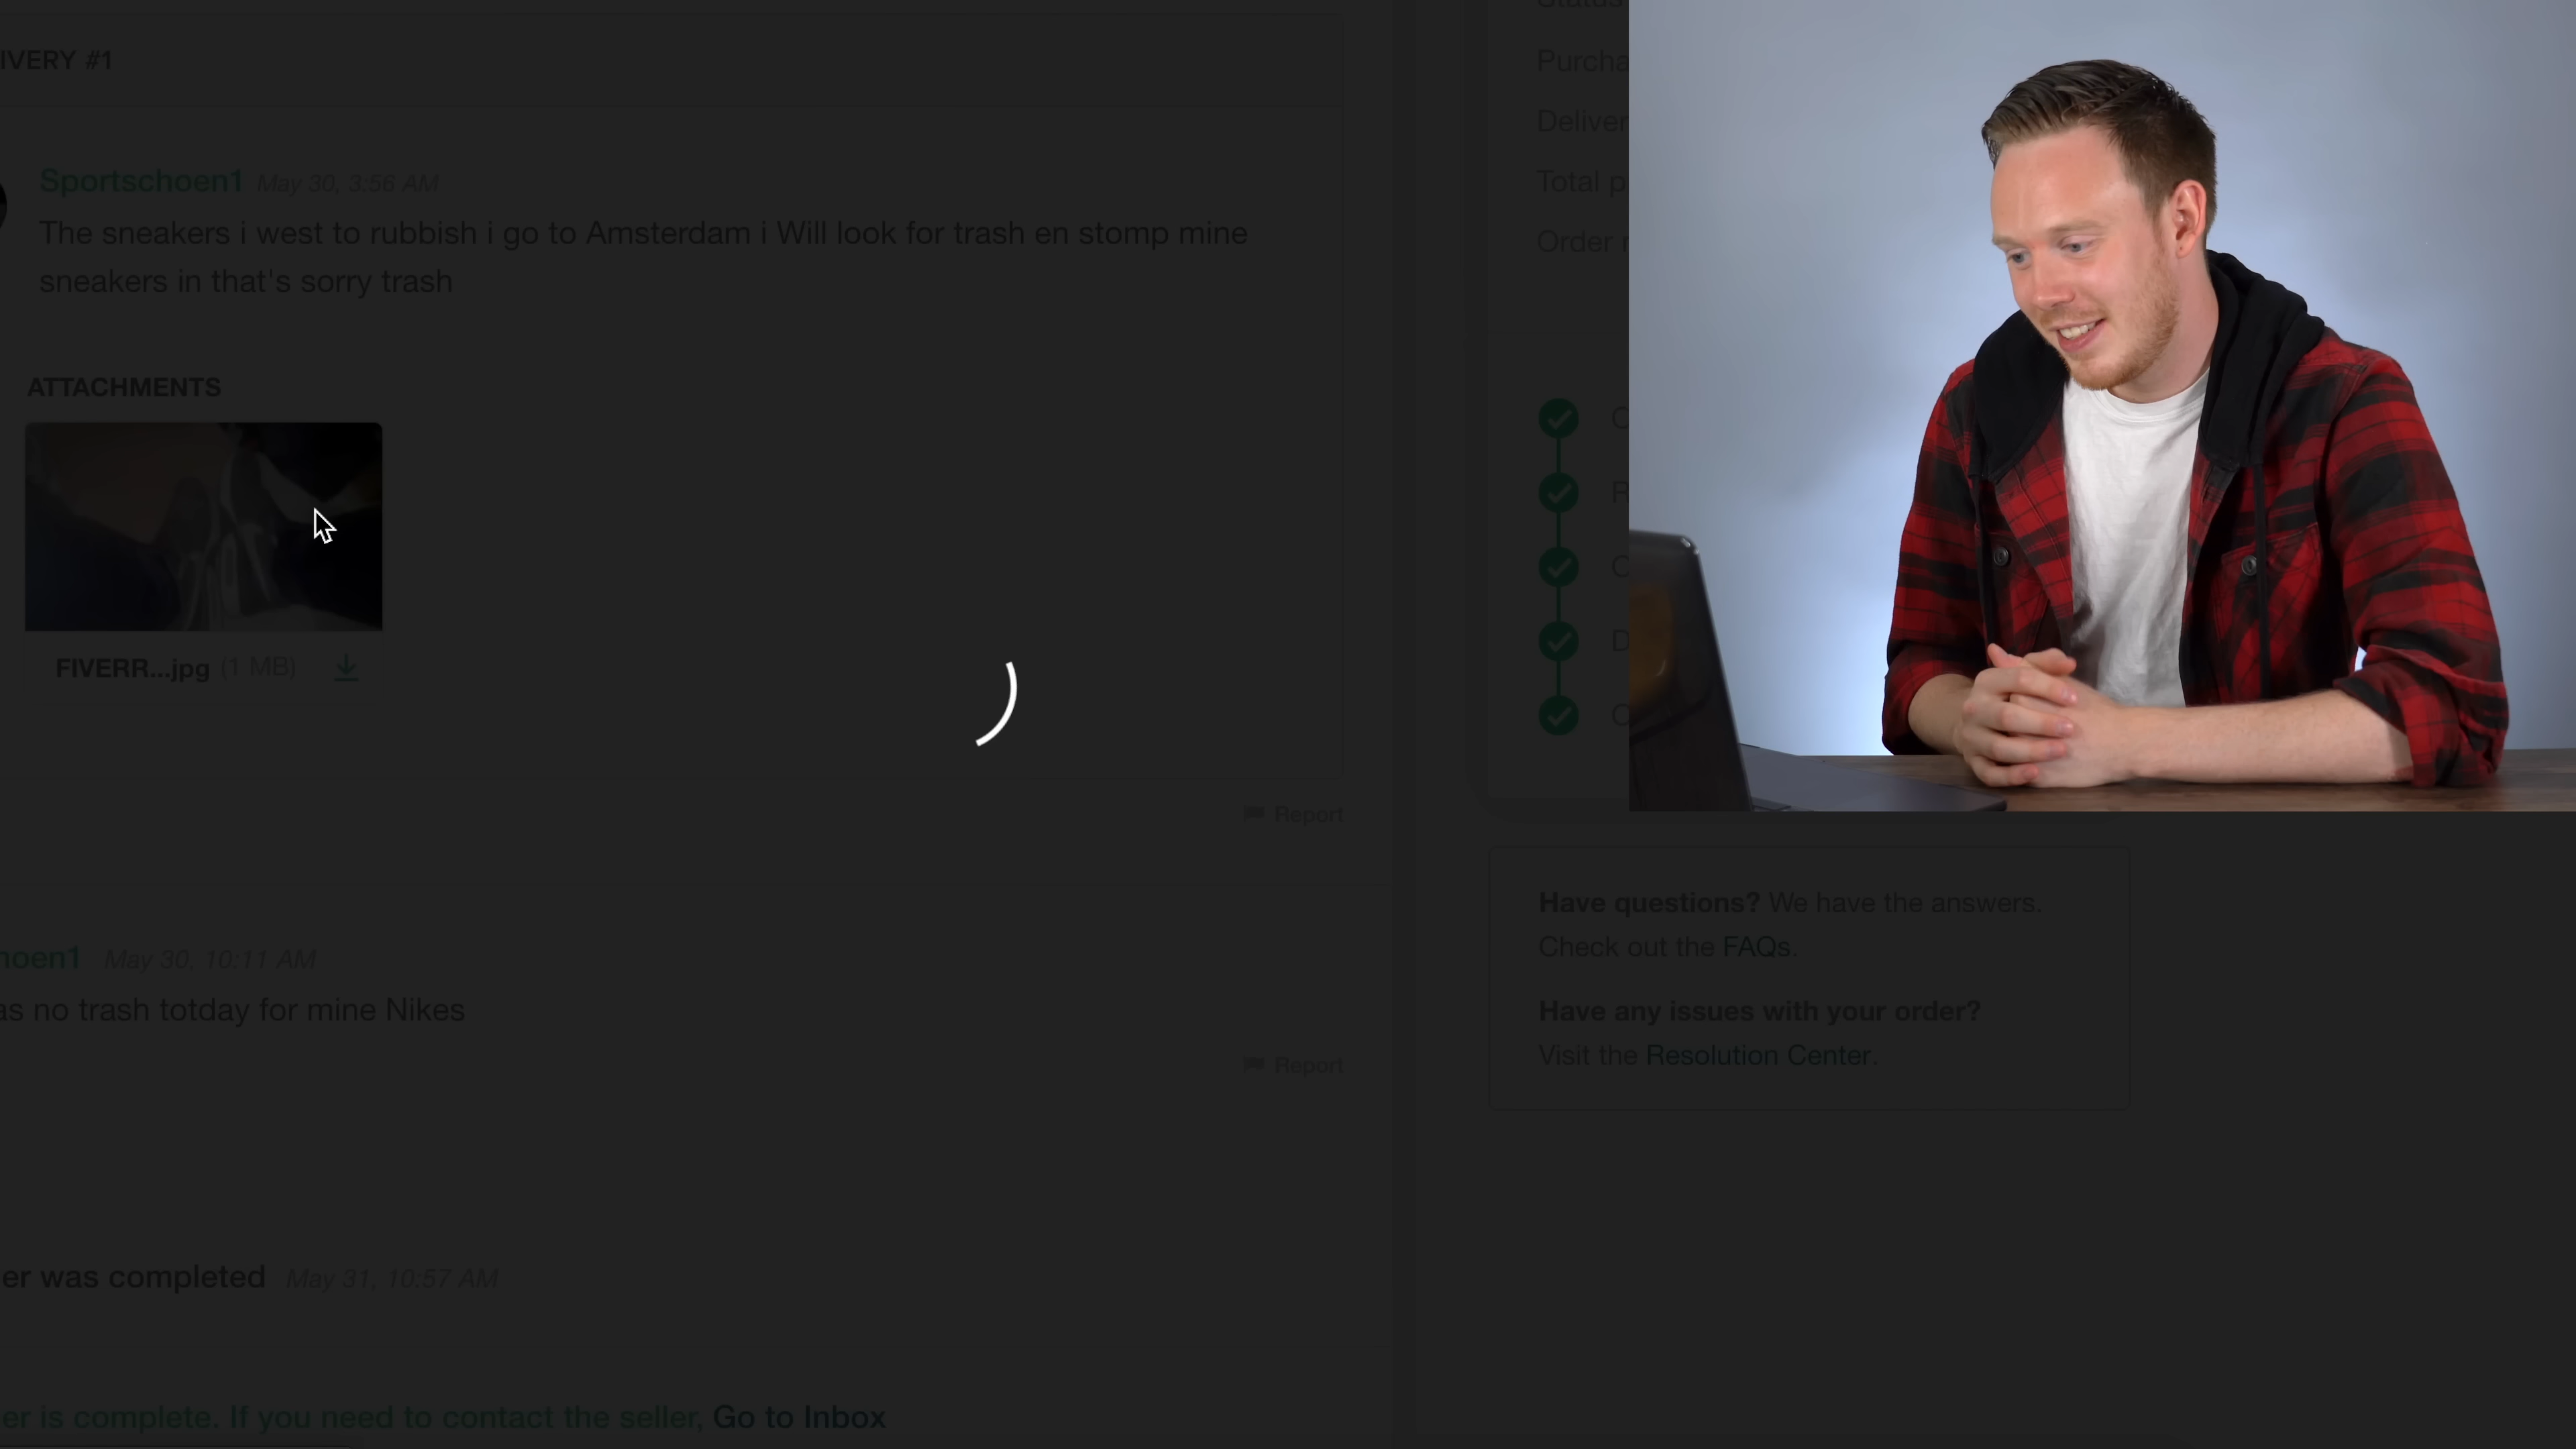 IVERY #1
Sportschoen1 May 30, 3:56 AM
The sneakers i west to rubbish i go to Amsterdam i Will look for trash en stomp mine
sneakers in that's sorry trash
ATTACHMENTS
FIVERR...jpg (1 MB)
Report
hoen1 May 30, 10:11 AM
as no trash totday for mine Nikes
Report
er was completed May 31, 10:57 AM
er is complete. If you need to contact the seller, Go to Inbox
Status
Purcha
Deliver
Total p
Order
Have questions? We have the answers.
Check out the FAQs.
Have any issues with your order?
Visit the Resolution Center.